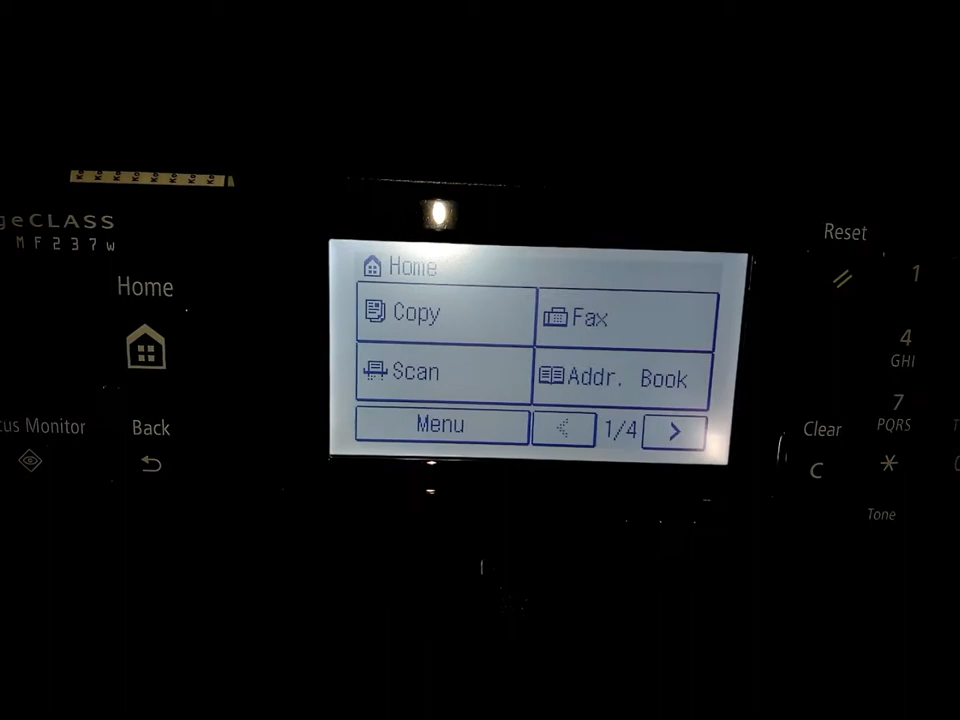 geCLASS
MF237w
Home
Back
Home
Copy
Fax
Scan
Addr. Book
Menu
1/4
Reset
1
4
GHI
7
PQRS
Clear
C
*
Tone
cus Monitor